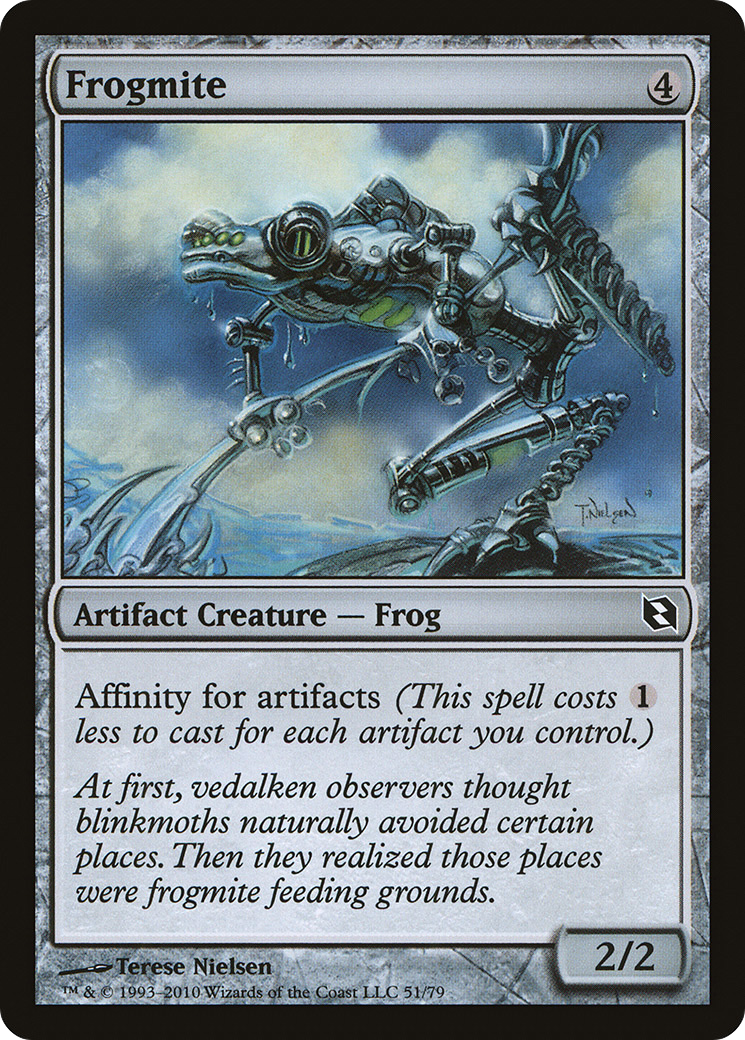 Frogmite 4
T. NIELSEN
Artifact Creature — Frog
Affinity for artifacts (This spell costs 1
less to cast for each artifact you control.)
At first, vedalken observers thought
blinkmoths naturally avoided certain
places. Then they realized those places
were frogmite feeding grounds.
2/2
Terese Nielsen
™ & © 1993–2010 Wizards of the Coast LLC 51/79